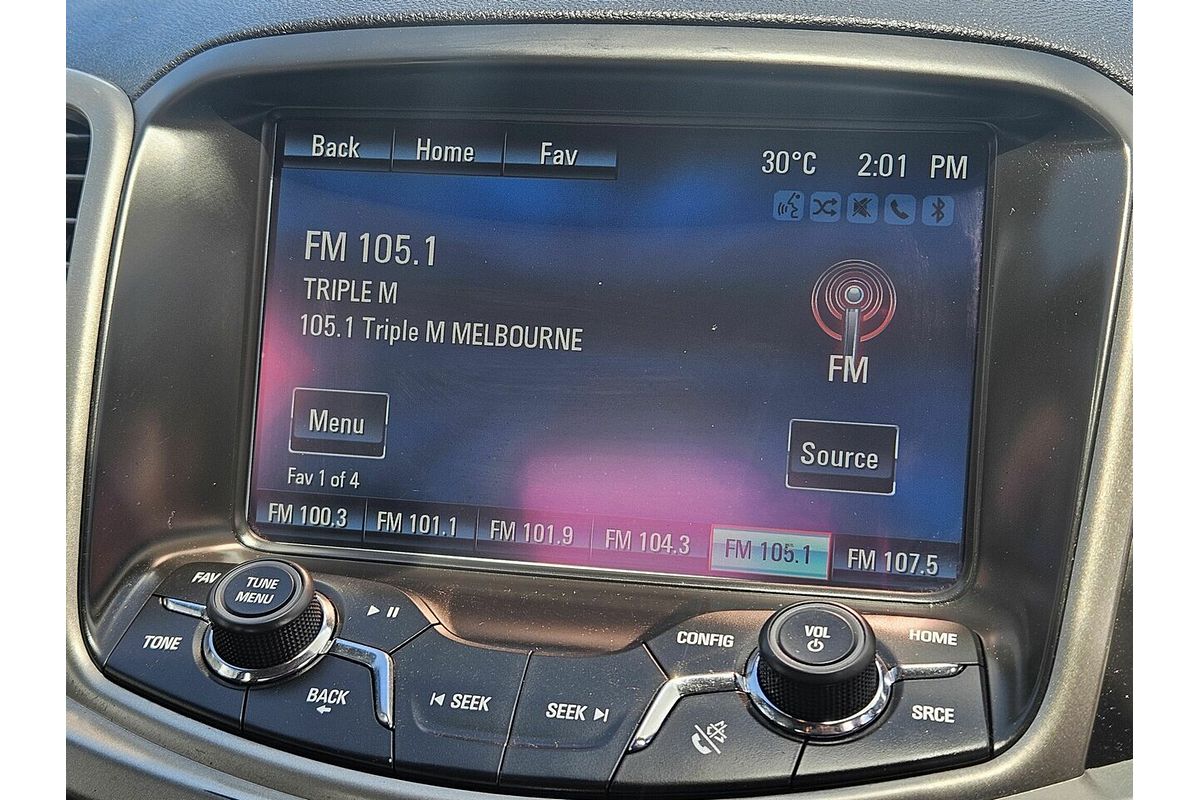 Back Home Fav 30°C 2:01 PM
FM 105.1
TRIPLE M
105.1 Triple M MELBOURNE
FM
Menu
Source
Fav 1 of 4
FM 100.3 FM 101.1 FM 101.9 FM 104.3 FM 105.1 FM 107.5
FAV
TUNE
MENU
TONE
BACK
SEEK
SEEK
CONFIG
VOL
HOME
SRCE